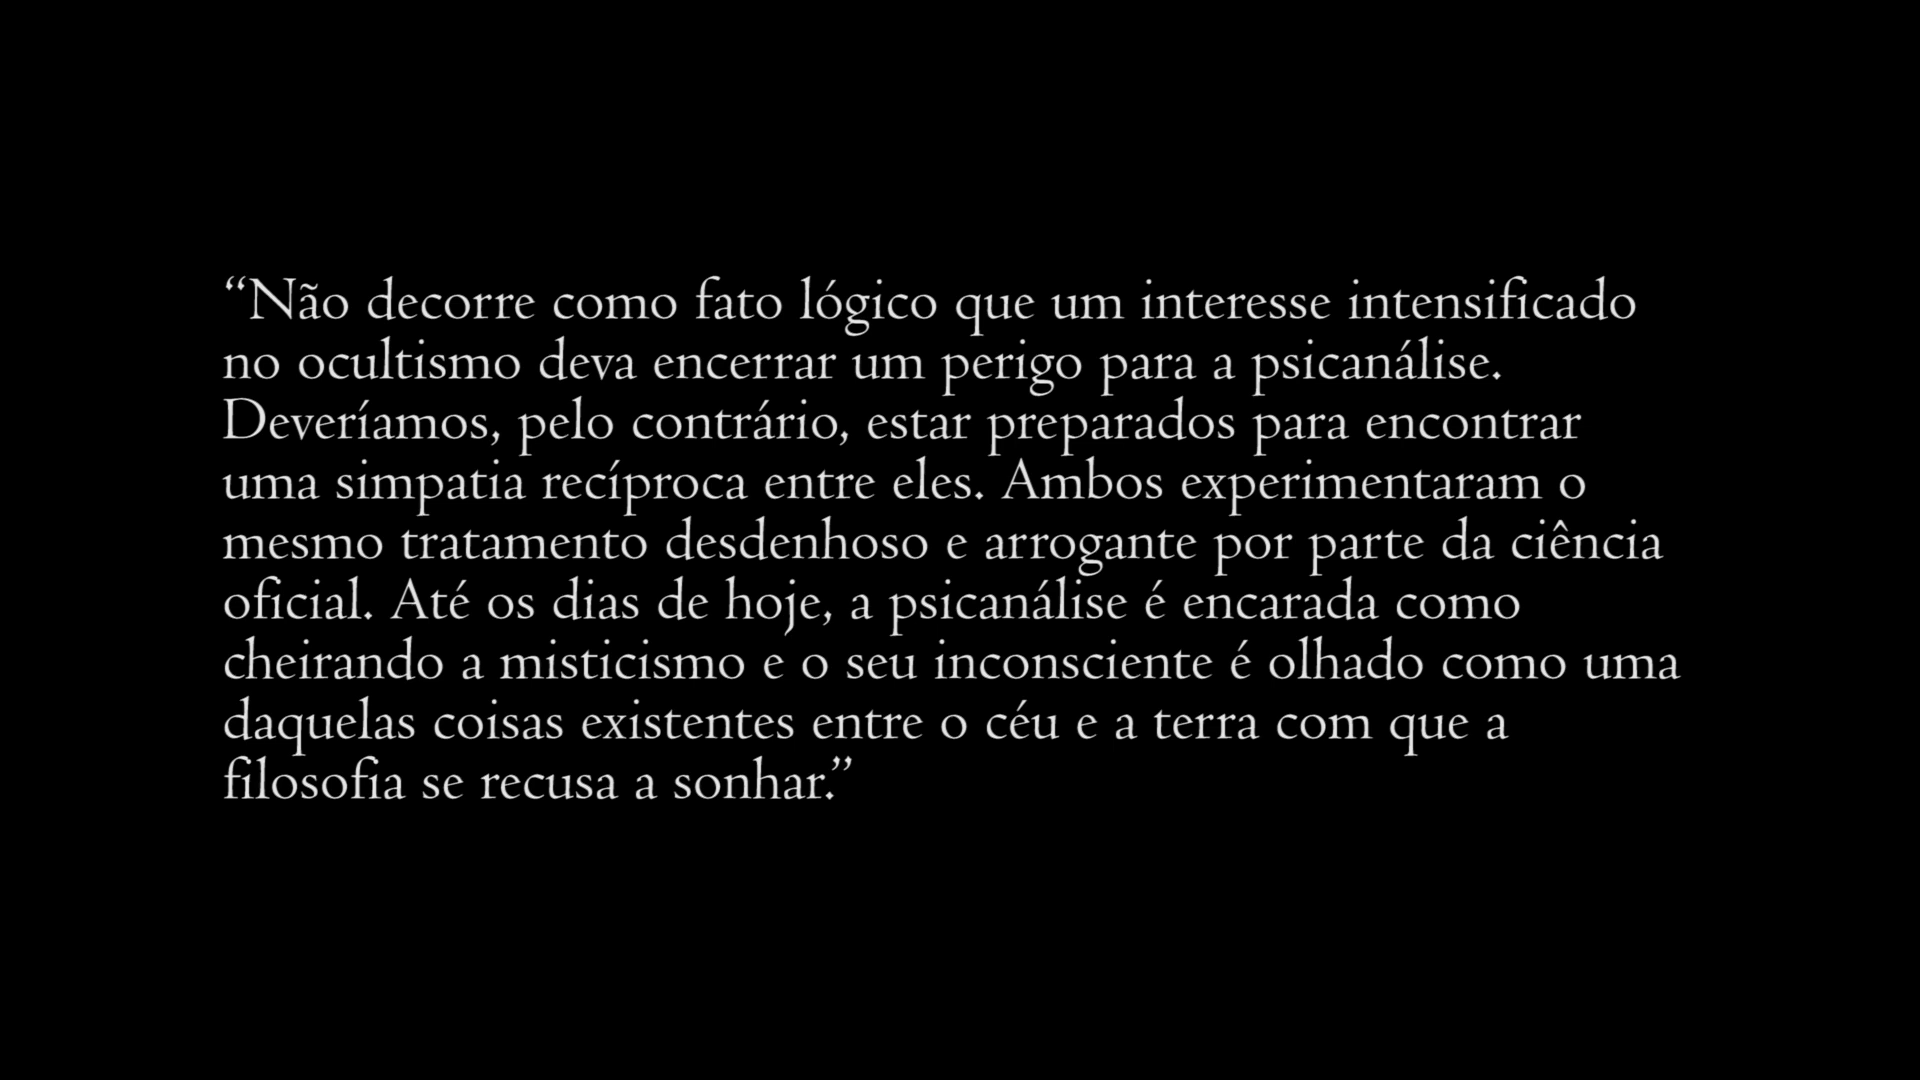 “Não decorre como fato lógico que um interesse intensificado
no ocultismo deva encerrar um perigo para a psicanálise.
Deveríamos, pelo contrário, estar preparados para encontrar
uma simpatia recíproca entre eles. Ambos experimentaram o
mesmo tratamento desdenhoso e arrogante por parte da ciência
oficial. Até os dias de hoje, a psicanálise é encarada como
cheirando a misticismo e o seu inconsciente é olhado como uma
daquelas coisas existentes entre o céu e a terra com que a
filosofia se recusa a sonhar.”